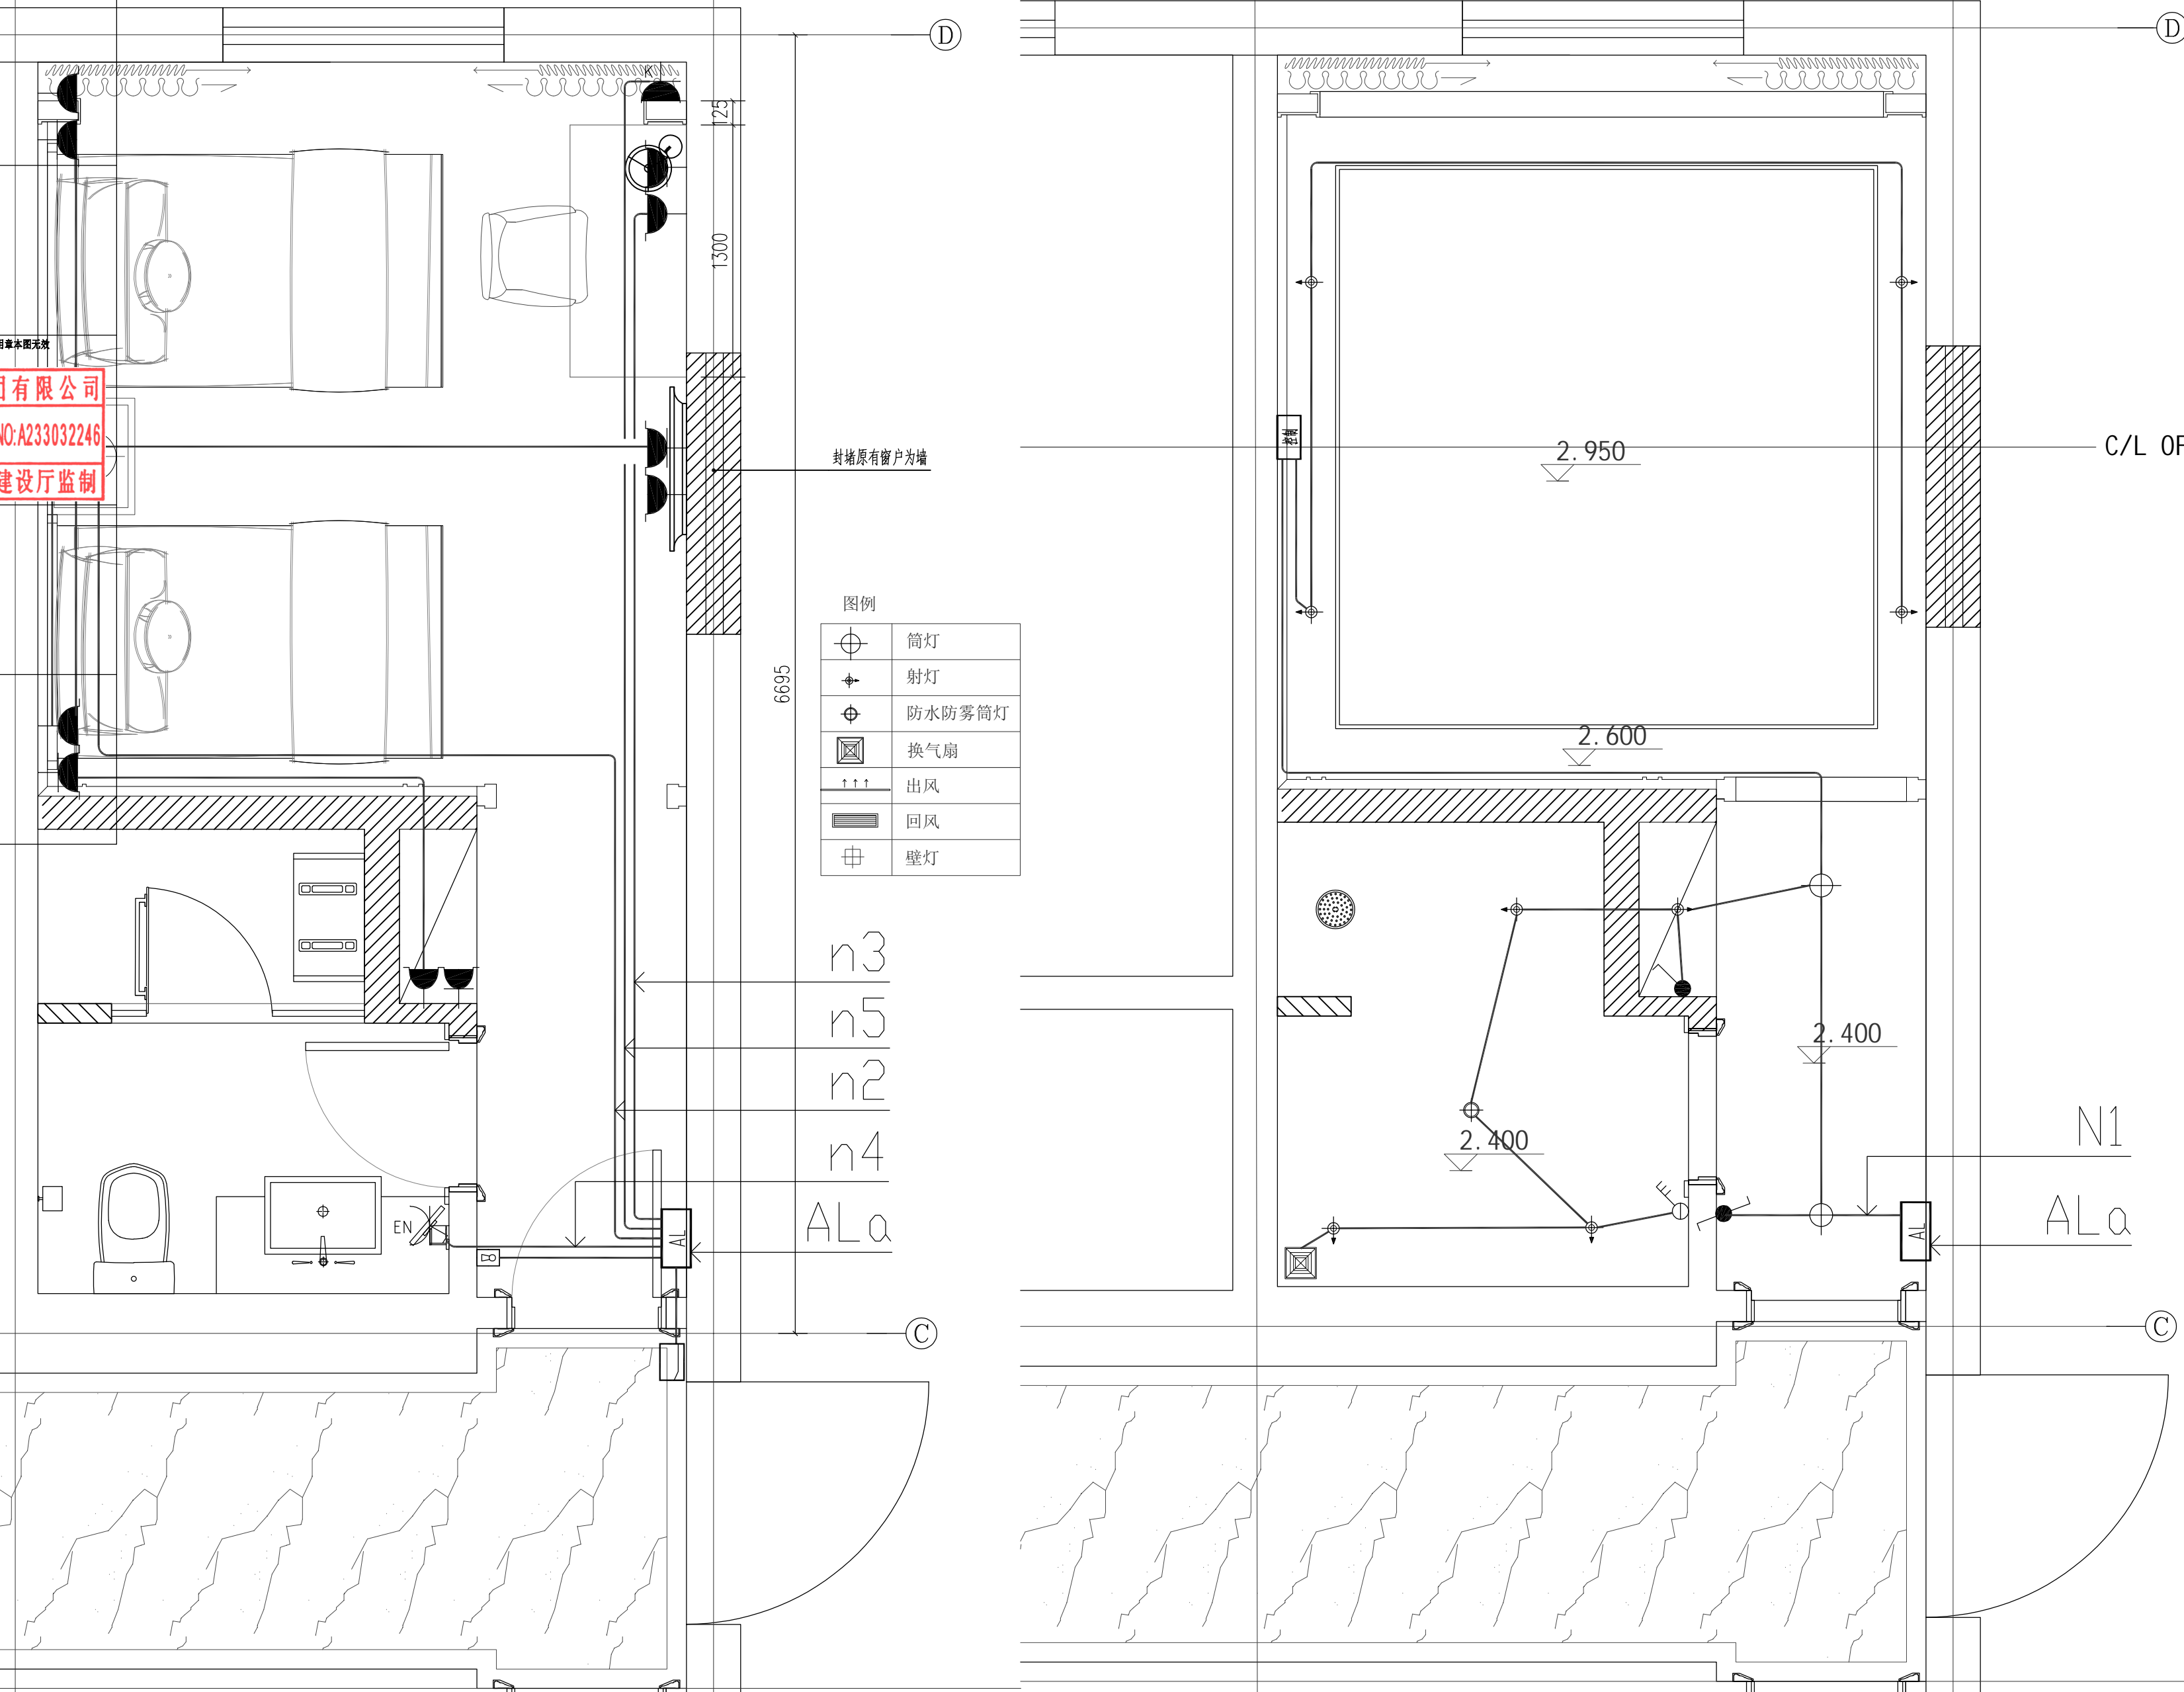 D
K
125
1300
用章本图无效
有限公司
NO:A233032246
建设厅监制
封堵原有窗户为墙
6695
图例
筒灯
射灯
防水防雾筒灯
换气扇
出风
回风
壁灯
n3
n5
n2
n4
EN
AL
ALa
C
D
控制
2.950
C/L OF
2.600
2.400
2.400
N1
AL
ALa
C